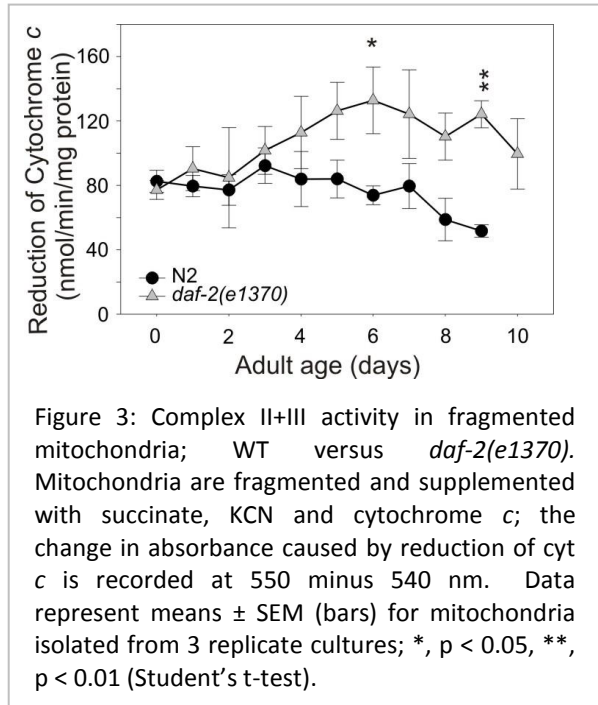 *
**
160
120
80
40
0
Reduction of Cytochrome c
(nmol/min/mg protein)
N2
daf-2(e1370)
0 2 4 6 8 10
Adult age (days)
Figure 3: Complex II+III activity in fragmented
mitochondria; WT versus daf-2(e1370).
Mitochondria are fragmented and supplemented
with succinate, KCN and cytochrome c; the
change in absorbance caused by reduction of cyt
c is recorded at 550 minus 540 nm. Data
represent means ± SEM (bars) for mitochondria
isolated from 3 replicate cultures; *, p < 0.05, **,
p < 0.01 (Student’s t-test).